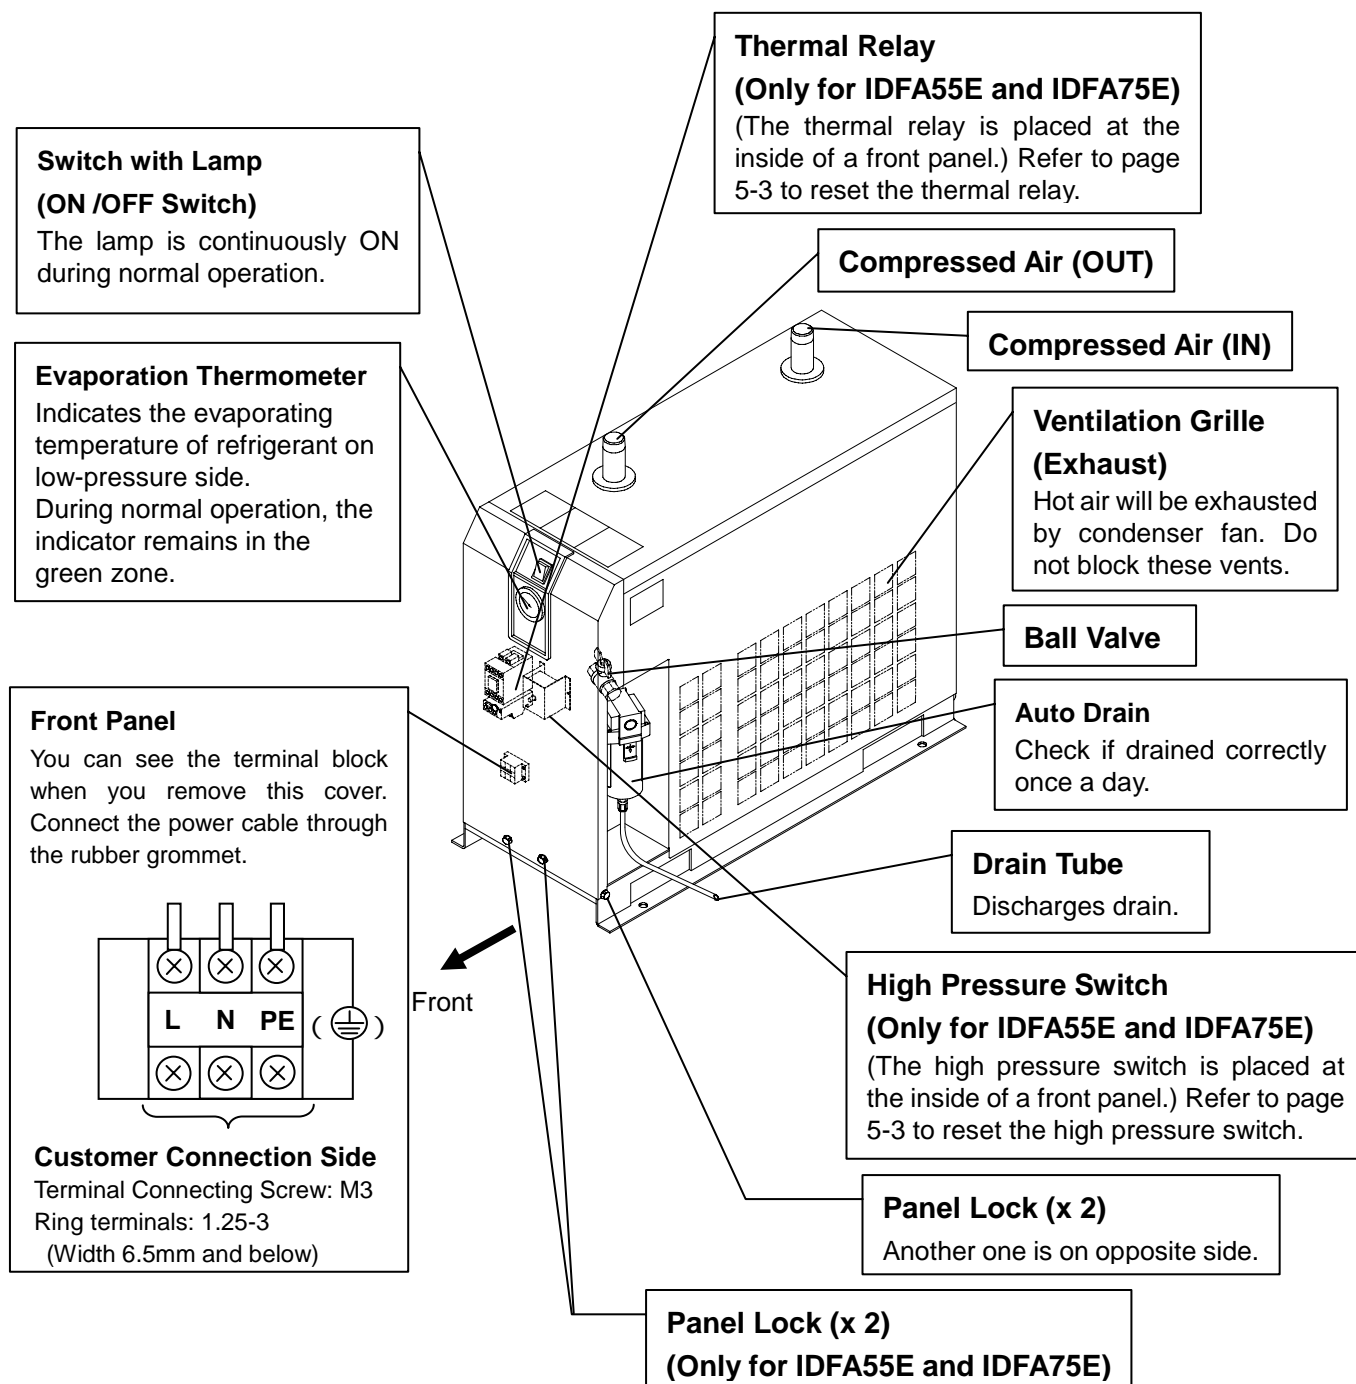 Thermal Relay
(Only for IDFA55E and IDFA75E)
(The thermal relay is placed at the
inside of a front panel.) Refer to page
5-3 to reset the thermal relay.
Switch with Lamp
(ON /OFF Switch)
The lamp is continuously ON
during normal operation.
Compressed Air (OUT)
Compressed Air (IN)
Evaporation Thermometer
Indicates the evaporating
temperature of refrigerant on
low-pressure side.
During normal operation, the
indicator remains in the
green zone.
Ventilation Grille
(Exhaust)
Hot air will be exhausted
by condenser fan. Do
not block these vents.
Ball Valve
Auto Drain
Check if drained correctly
once a day.
Front Panel
You can see the terminal block
when you remove this cover.
Connect the power cable through
the rubber grommet.
L N PE ( )
Customer Connection Side
Terminal Connecting Screw: M3
Ring terminals: 1.25-3
(Width 6.5mm and below)
Front
Drain Tube
Discharges drain.
High Pressure Switch
(Only for IDFA55E and IDFA75E)
(The high pressure switch is placed at
the inside of a front panel.) Refer to page
5-3 to reset the high pressure switch.
Panel Lock (x 2)
Another one is on opposite side.
Panel Lock (x 2)
(Only for IDFA55E and IDFA75E)